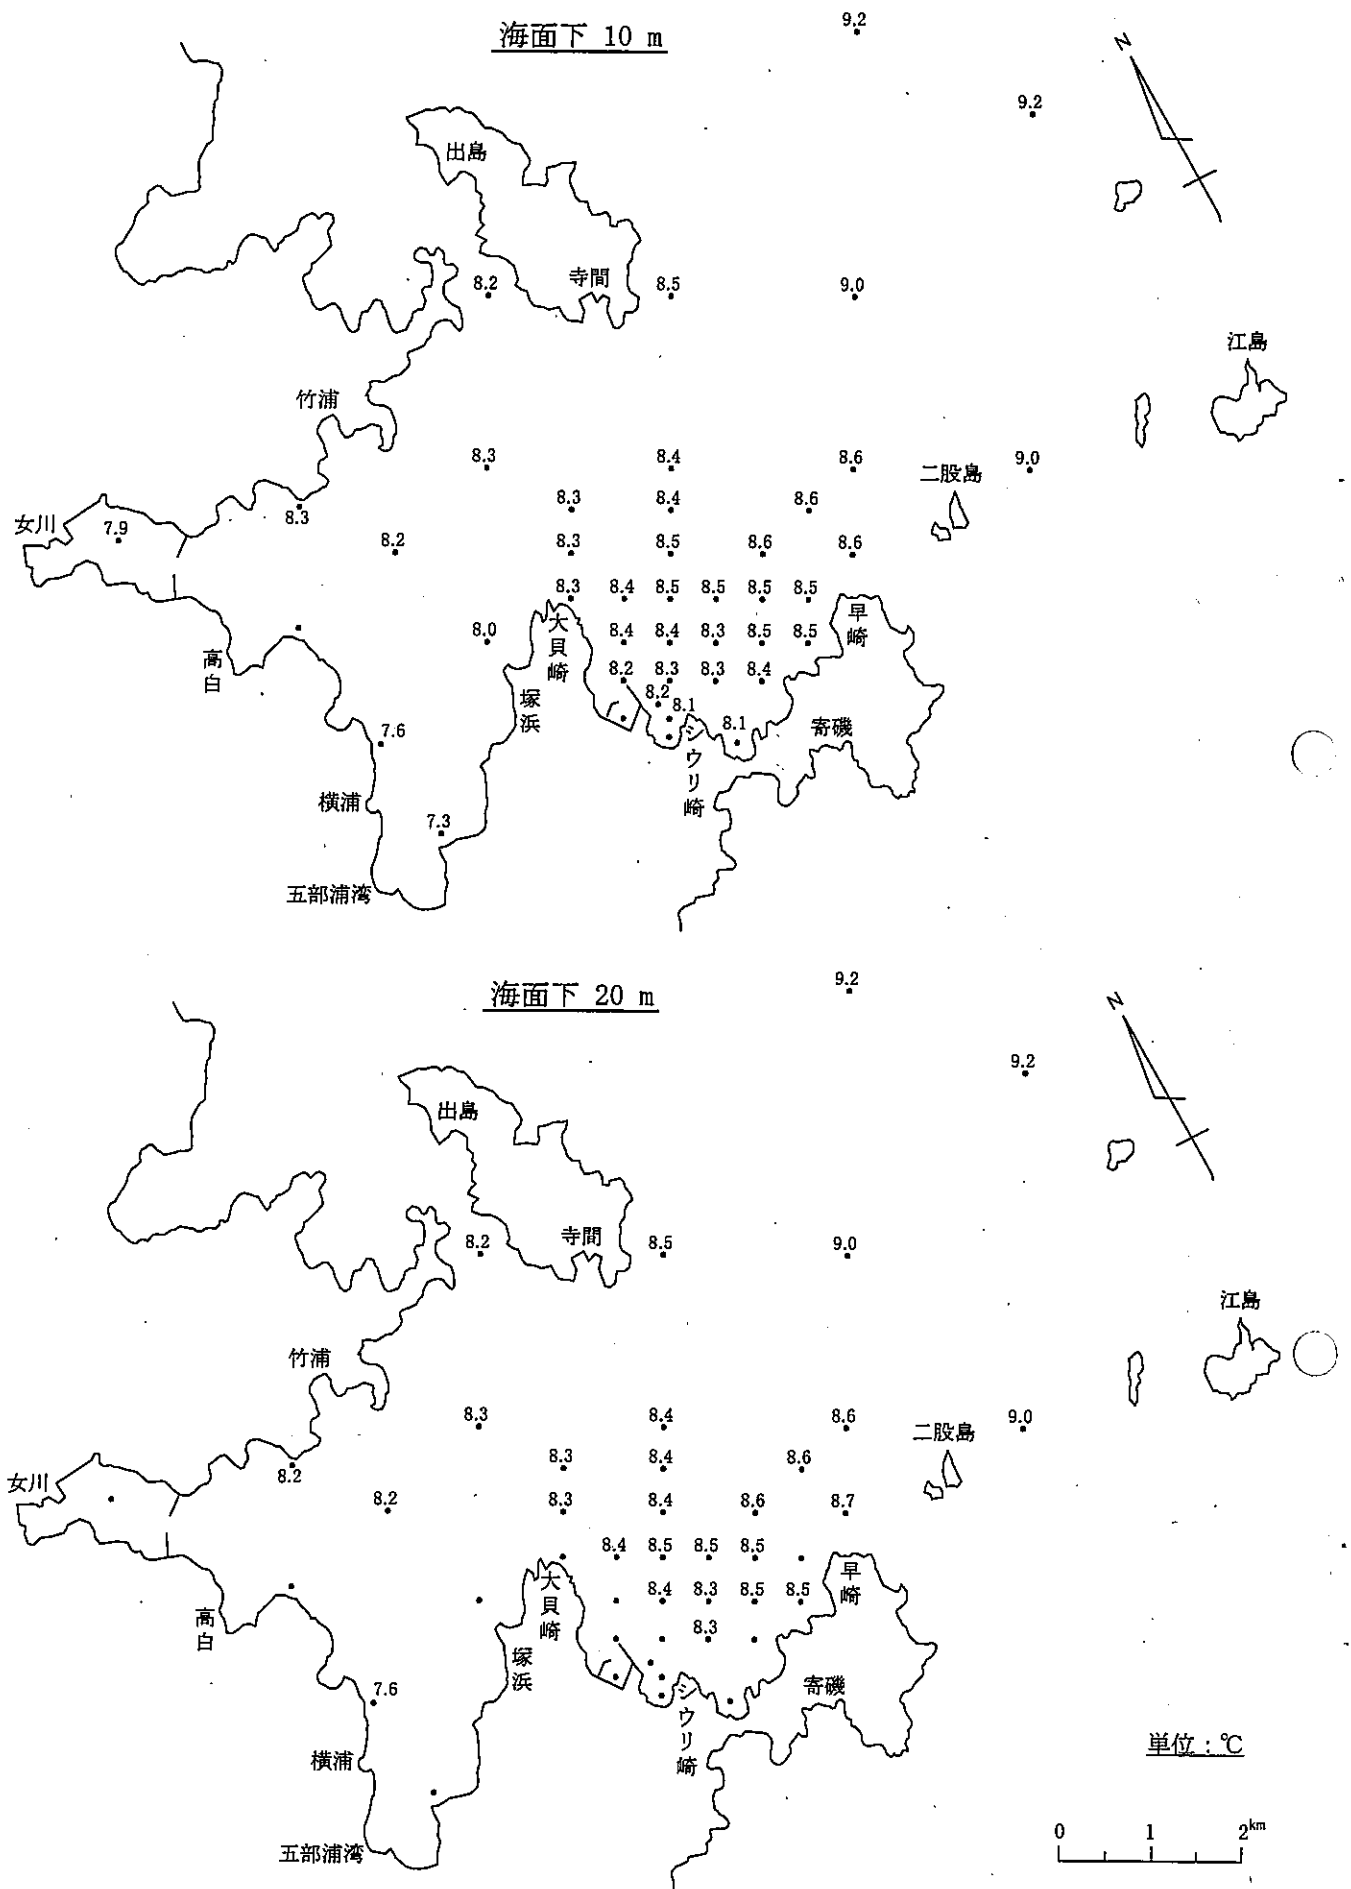 海面下 10 m
9.2
9.2
N
出島
寺間
8.2
8.5
9.0
江島
竹浦
8.3
8.4
8.6
二股島
9.0
8.3
8.4
8.6
女川
7.9
8.3
8.2
8.3
8.5
8.6
8.6
8.3
8.4
8.5
8.5
8.5
8.5
早崎
大貝崎
8.0
8.4
8.4
8.3
8.5
8.5
高白
8.2
8.3
8.3
8.4
塚浜
8.2
8.1
シウリ崎
8.1
寄磯
7.6
横浦
7.3
五部浦湾
海面下 20 m
9.2
9.2
N
出島
寺間
8.2
8.5
9.0
江島
竹浦
8.3
8.4
8.6
二股島
9.0
8.3
8.4
8.6
女川
8.2
8.2
8.3
8.4
8.6
8.7
8.4
8.5
8.5
8.5
早崎
大貝崎
8.4
8.3
8.5
8.5
高白
8.3
塚浜
シウリ崎
寄磯
7.6
横浦
単位：℃
五部浦湾
0 1 2km